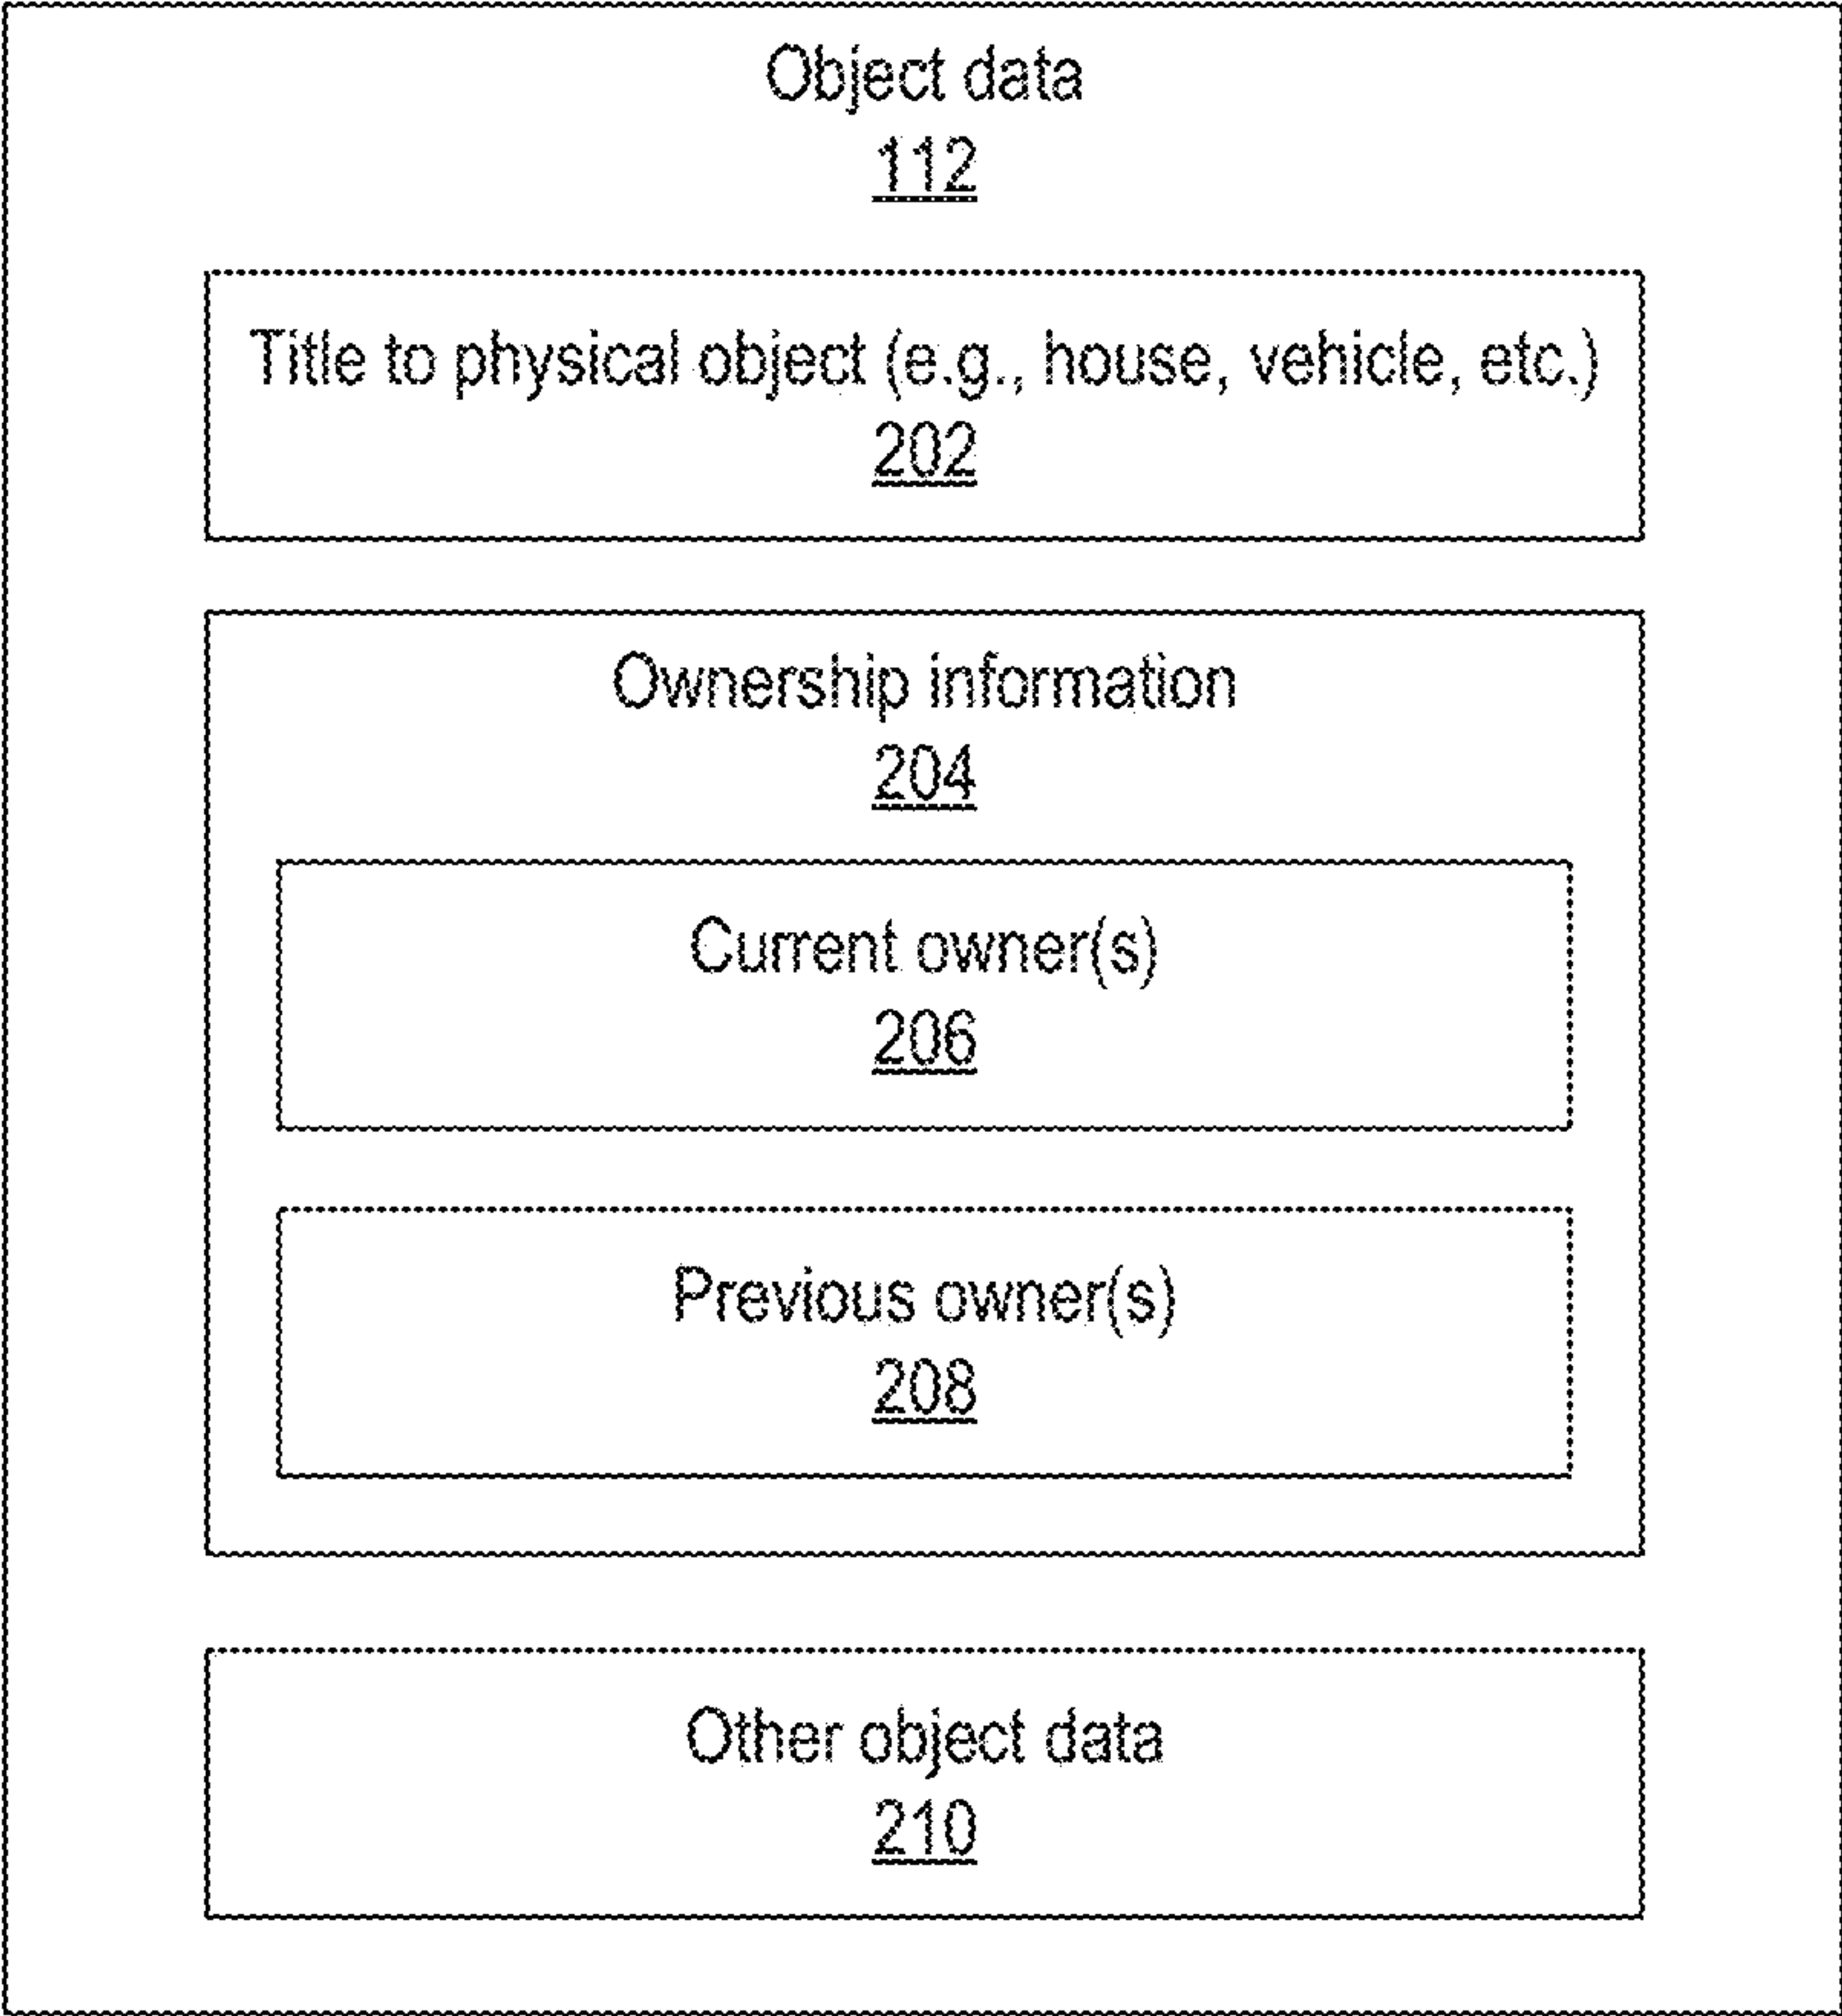 Object data
112
Title to physical object (e.g., house, vehicle, etc.)
202
Ownership information
204
Current owner(s)
206
Previous owner(s)
208
Other object data
210